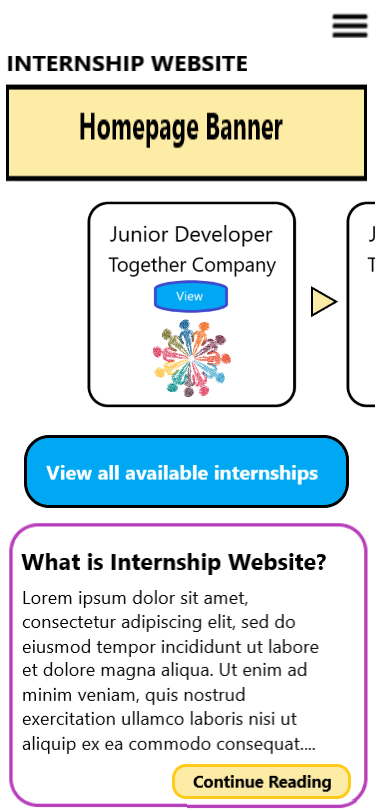 INTERNSHIP WEBSITE
Homepage Banner
Junior Developer
Together Company
View
View all available internships
What is Internship Website?
Lorem ipsum dolor sit amet,
consectetur adipiscing elit, sed do
eiusmod tempor incididunt ut labore
et dolore magna aliqua. Ut enim ad
minim veniam, quis nostrud
exercitation ullamco laboris nisi ut
aliquip ex ea commodo consequat....
Continue Reading